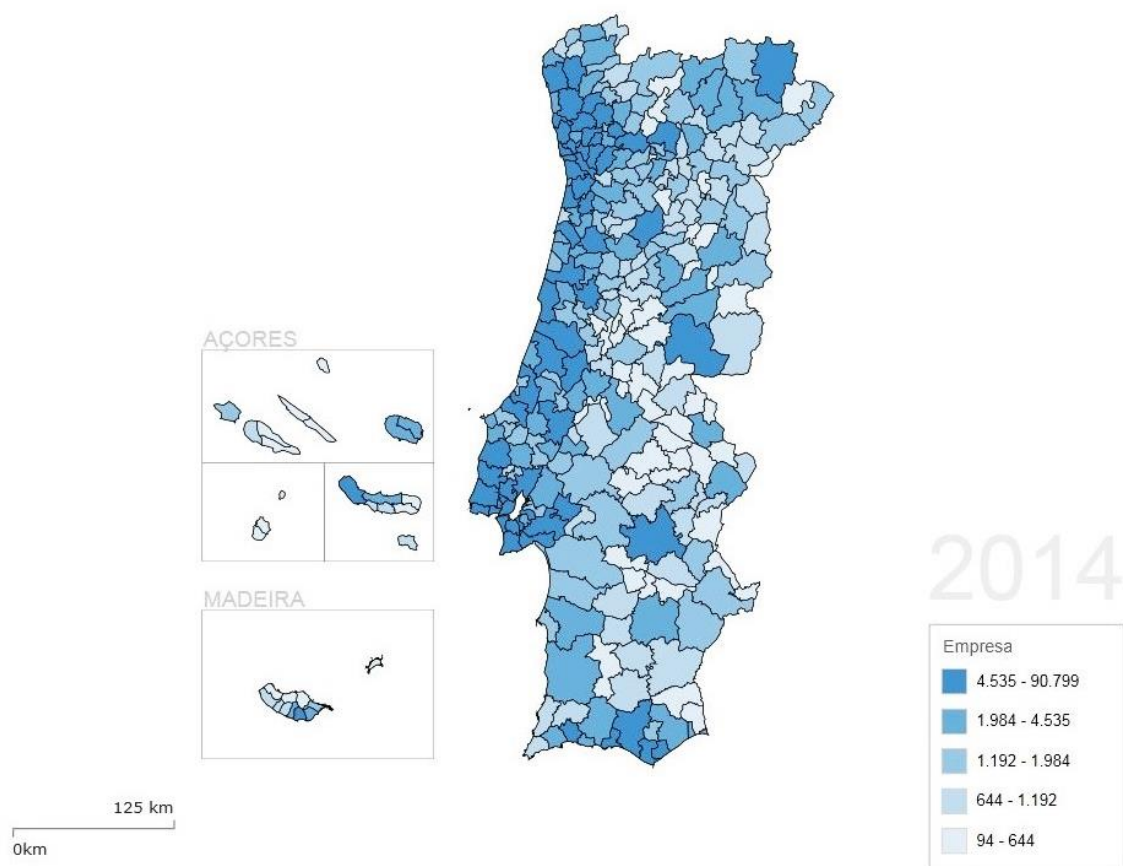 AÇORES
MADEIRA
125 km
0km
2014
Empresa
4.535 - 90.799
1.984 - 4.535
1.192 - 1.984
644 - 1.192
94 - 644